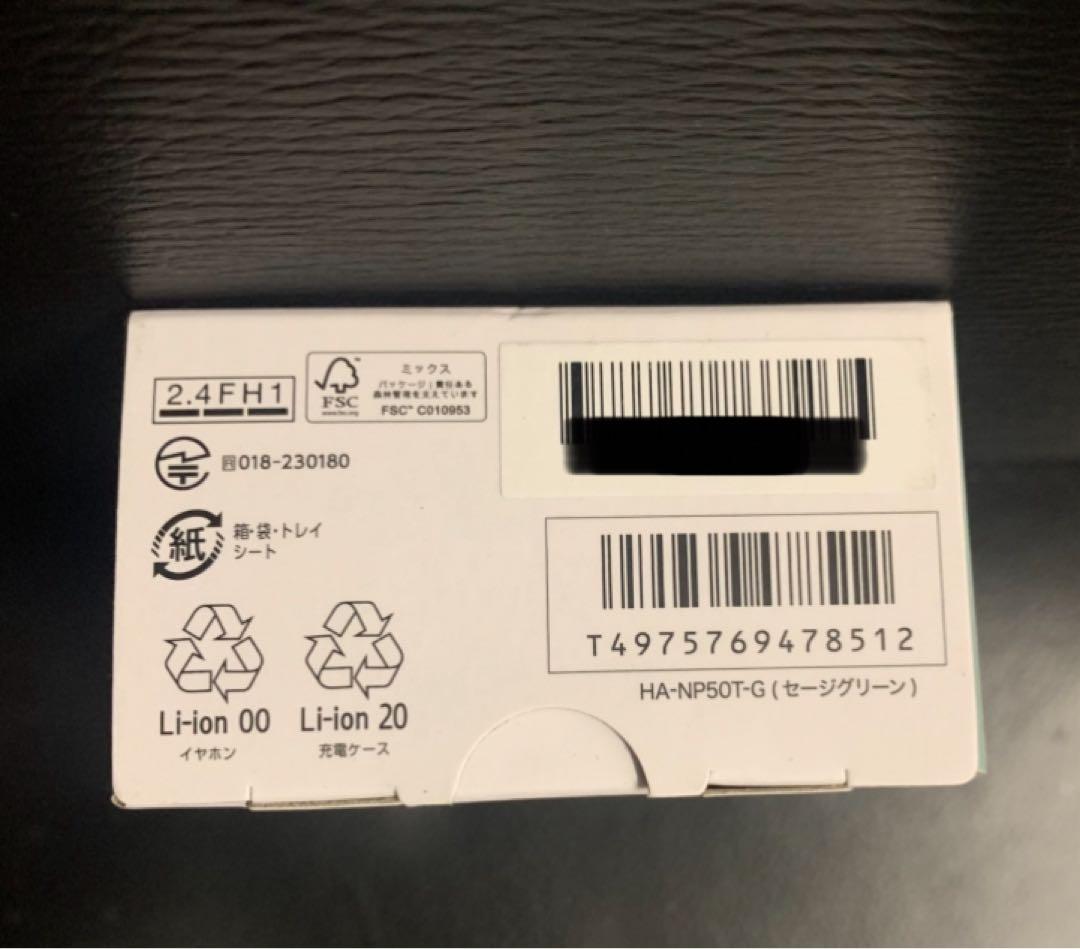 2.4FH1
FSC™
www.fsc.org
ミックス
パッケージ|責任ある
森林管理を支えています
FSC™ C010953
R018-230180
紙
箱・袋・トレイ
シート
Li-ion 00
イヤホン
Li-ion 20
充電ケース
T4975769478512
HA-NP50T-G (セージグリーン)